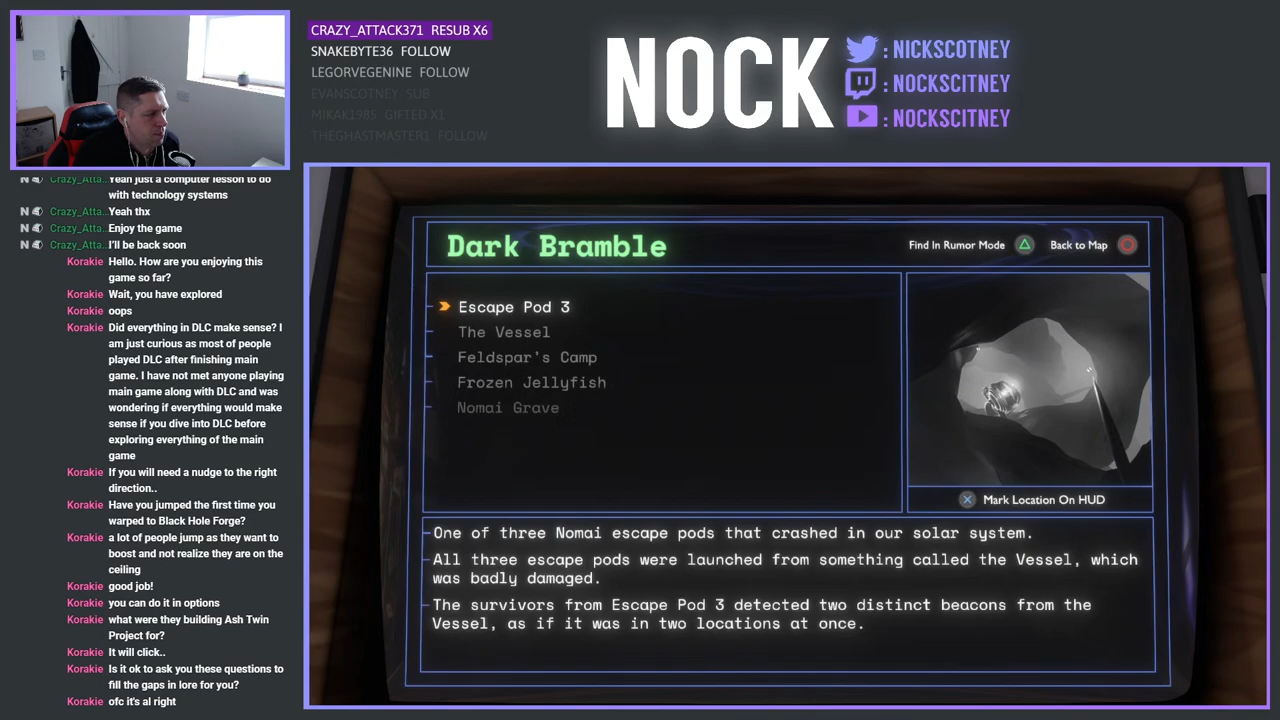 CRAZY_ATTACK371 RESUB X6
SNAKEBYTE36 FOLLOW
LEGORVEGENINE FOLLOW
EVANSCOTNEY SUB
MIKAK1985 GIFTED X1
THEGHASTMASTER1 FOLLOW
NOCK
: NICKSCOTNEY
: NOCKSCITNEY
: NOCKSCITNEY
Crazy_Atta... Yeah just a computer lesson to do
with technology systems
Crazy_Atta... Yeah thx
Crazy_Atta... Enjoy the game
Crazy_Atta... I'll be back soon
Korakie Hello. How are you enjoying this
game so far?
Korakie Wait, you have explored
Korakie oops
Korakie Did everything in DLC make sense? I
am just curious as most of people
played DLC after finishing main
game. I have not met anyone playing
main game along with DLC and was
wondering if everything would make
sense if you dive into DLC before
exploring everything of the main
game
Korakie If you will need a nudge to the right
direction..
Korakie Have you jumped the first time you
warped to Black Hole Forge?
Korakie a lot of people jump as they want to
boost and not realize they are on the
ceiling
Korakie good job!
Korakie you can do it in options
Korakie what were they building Ash Twin
Project for?
Korakie It will click..
Korakie Is it ok to ask you these questions to
fill the gaps in lore for you?
Korakie ofc it's al right
Dark Bramble
Find In Rumor Mode
Back to Map
Escape Pod 3
The Vessel
Feldspar's Camp
Frozen Jellyfish
Nomai Grave
Mark Location On HUD
One of three Nomai escape pods that crashed in our solar system.
All three escape pods were launched from something called the Vessel, which
was badly damaged.
The survivors from Escape Pod 3 detected two distinct beacons from the
Vessel, as if it was in two locations at once.